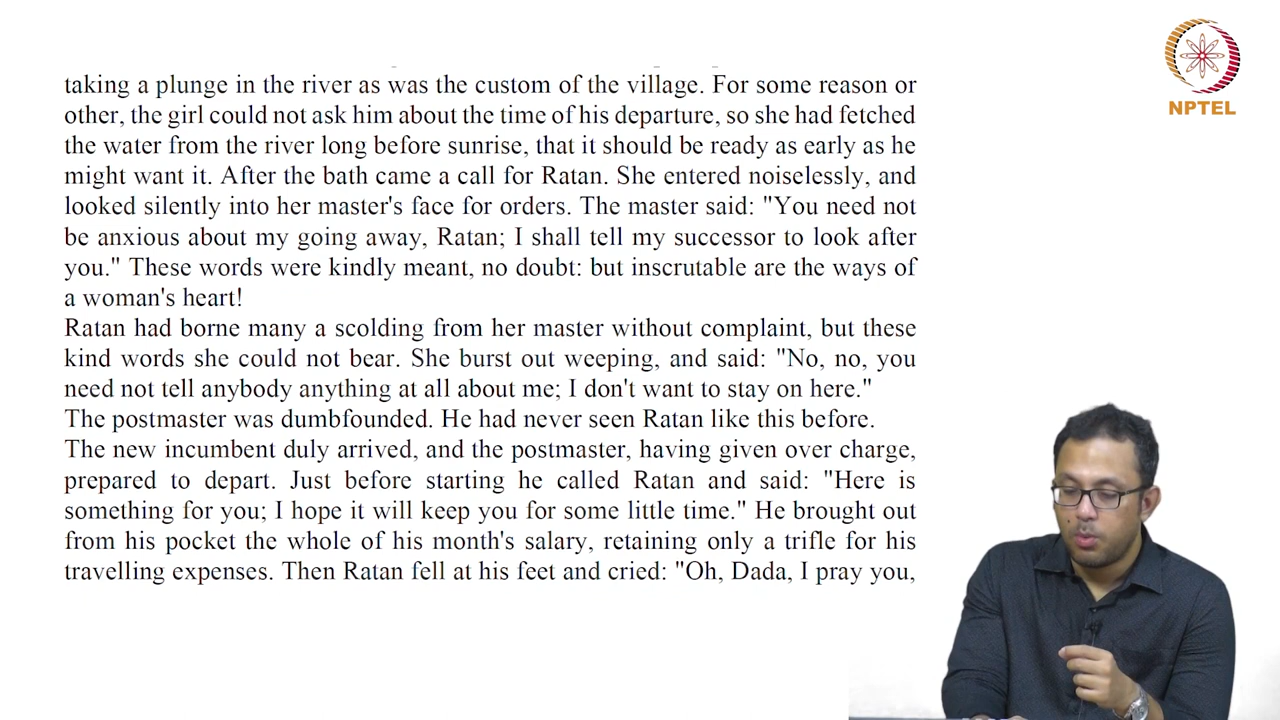 taking a plunge in the river as was the custom of the village. For some reason or
other, the girl could not ask him about the time of his departure, so she had fetched
the water from the river long before sunrise, that it should be ready as early as he
might want it. After the bath came a call for Ratan. She entered noiselessly, and
looked silently into her master's face for orders. The master said: "You need not
be anxious about my going away, Ratan; I shall tell my successor to look after
you." These words were kindly meant, no doubt: but inscrutable are the ways of
a woman's heart!
Ratan had borne many a scolding from her master without complaint, but these
kind words she could not bear. She burst out weeping, and said: "No, no, you
need not tell anybody anything at all about me; I don't want to stay on here."
The postmaster was dumbfounded. He had never seen Ratan like this before.
The new incumbent duly arrived, and the postmaster, having given over charge,
prepared to depart. Just before starting he called Ratan and said: "Here is
something for you; I hope it will keep you for some little time." He brought out
from his pocket the whole of his month's salary, retaining only a trifle for his
travelling expenses. Then Ratan fell at his feet and cried: "Oh, Dada, I pray you,
NPTEL